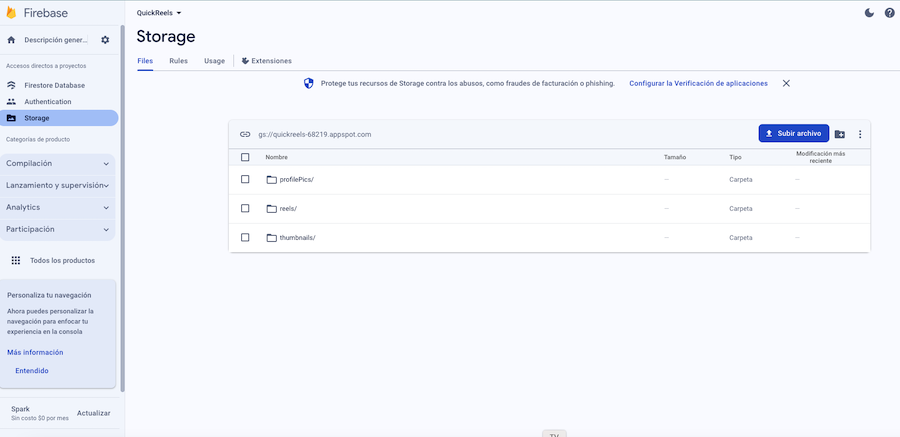 Firebase
QuickReels
Descripción gener...
Storage
Accesos directos a proyectos
Files
Rules
Usage
Extensiones
Firestore Database
Authentication
Storage
Protege tus recursos de Storage contra los abusos, como fraudes de facturación o phishing.
Configurar la Verificación de aplicaciones
Categorías de producto
gs://quickreels-68219.appspot.com
Subir archivo
Compilación
Nombre
Tamaño
Tipo
Modificación más
reciente
Lanzamiento y supervisión
profilePics/
—
Carpeta
—
Analytics
reels/
—
Carpeta
—
Participación
thumbnails/
—
Carpeta
—
Todos los productos
Personaliza tu navegación
Ahora puedes personalizar la
navegación para enfocar tu
experiencia en la consola
Más información
Entendido
Spark
Sin costo $0 por mes
Actualizar